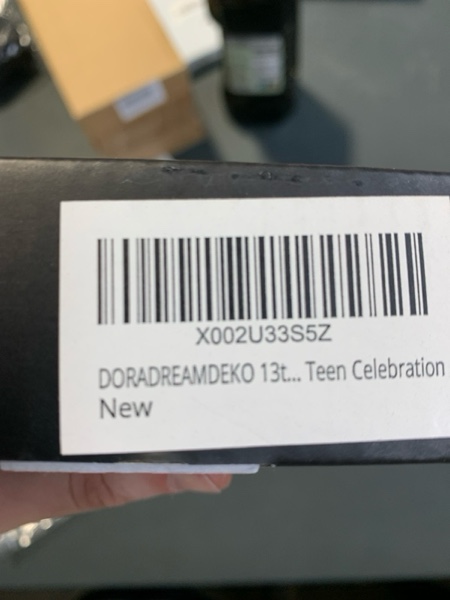 X002U33S5Z
DORADREAMDEKO 13t... Teen Celebration
New